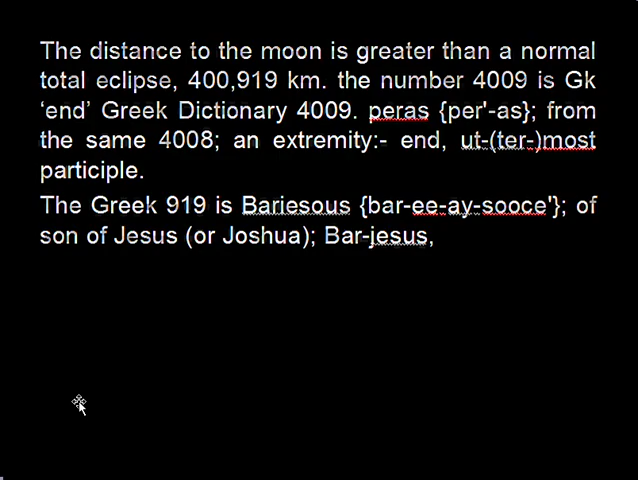 The distance to the moon is greater than a normal
total eclipse, 400,919 km. the number 4009 is Gk
‘end’ Greek Dictionary 4009. peras {per'-as}; from
the same 4008; an extremity:- end, ut-(ter-)most
participle.
The Greek 919 is Bariesous {bar-ee-ay-sooce'}; of
son of Jesus (or Joshua); Bar-jesus,